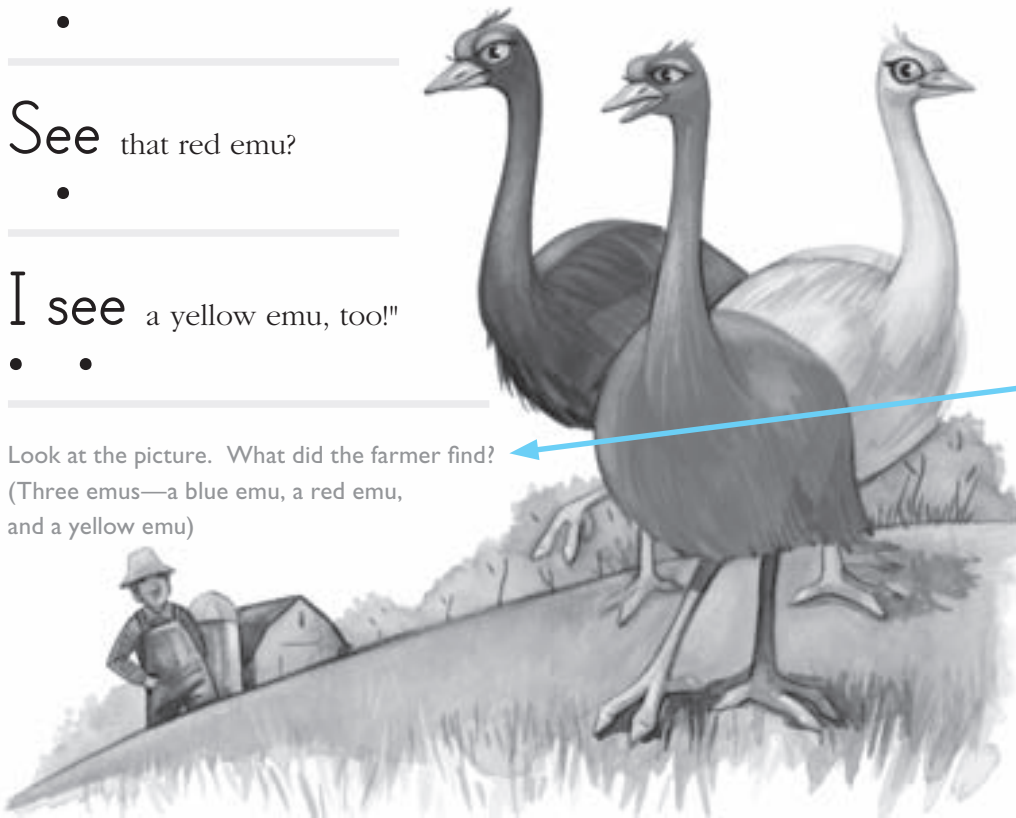 See that red emu?
I see a yellow emu, too!"
Look at the picture. What did the farmer find?
(Three emus—a blue emu, a red emu,
and a yellow emu)